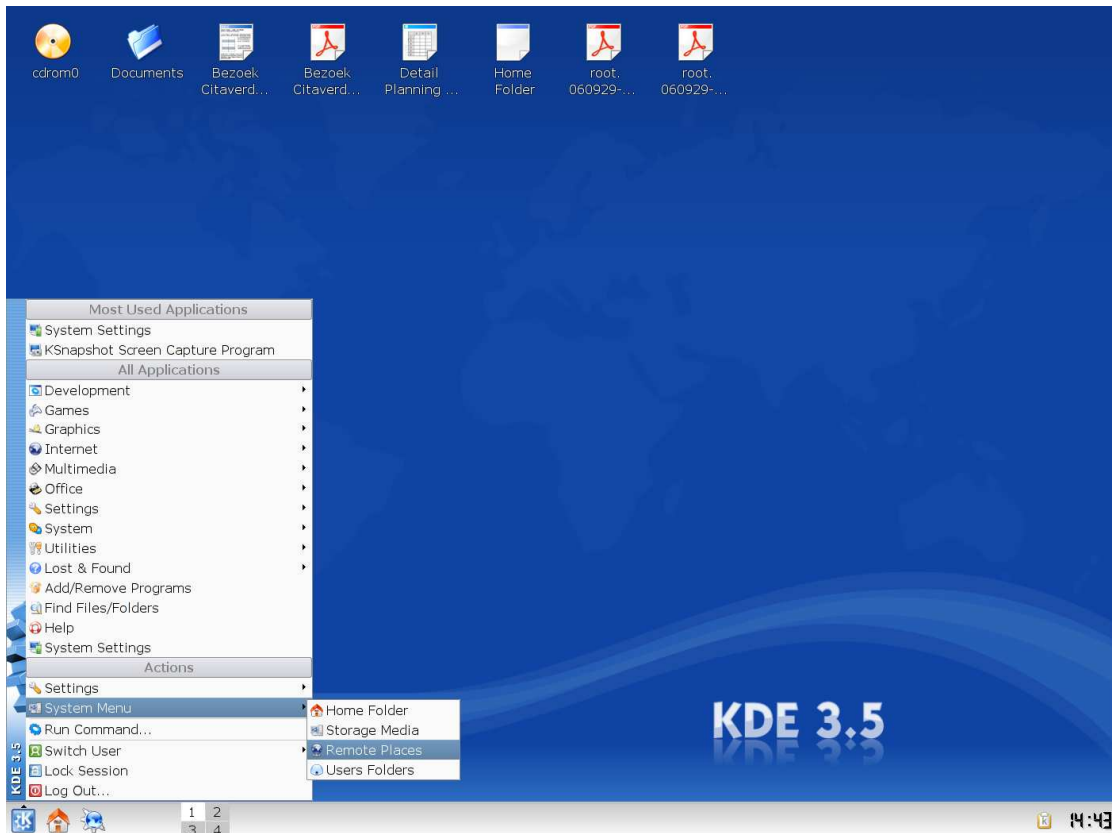 cdrom0
Documents
Bezoek
Citaverd...
Bezoek
Citaverd...
Detail
Planning ...
Home
Folder
root.
060929-...
root.
060929-...
Most Used Applications
System Settings
KSnapshot Screen Capture Program
All Applications
Development
Games
Graphics
Internet
Multimedia
Office
Settings
System
Utilities
Lost & Found
Add/Remove Programs
Find Files/Folders
Help
System Settings
Actions
Settings
System Menu
Run Command...
Switch User
Lock Session
Log Out...
Home Folder
Storage Media
Remote Places
Users Folders
KDE 3.5
KDE 3.5
1 2
3 4
14:43